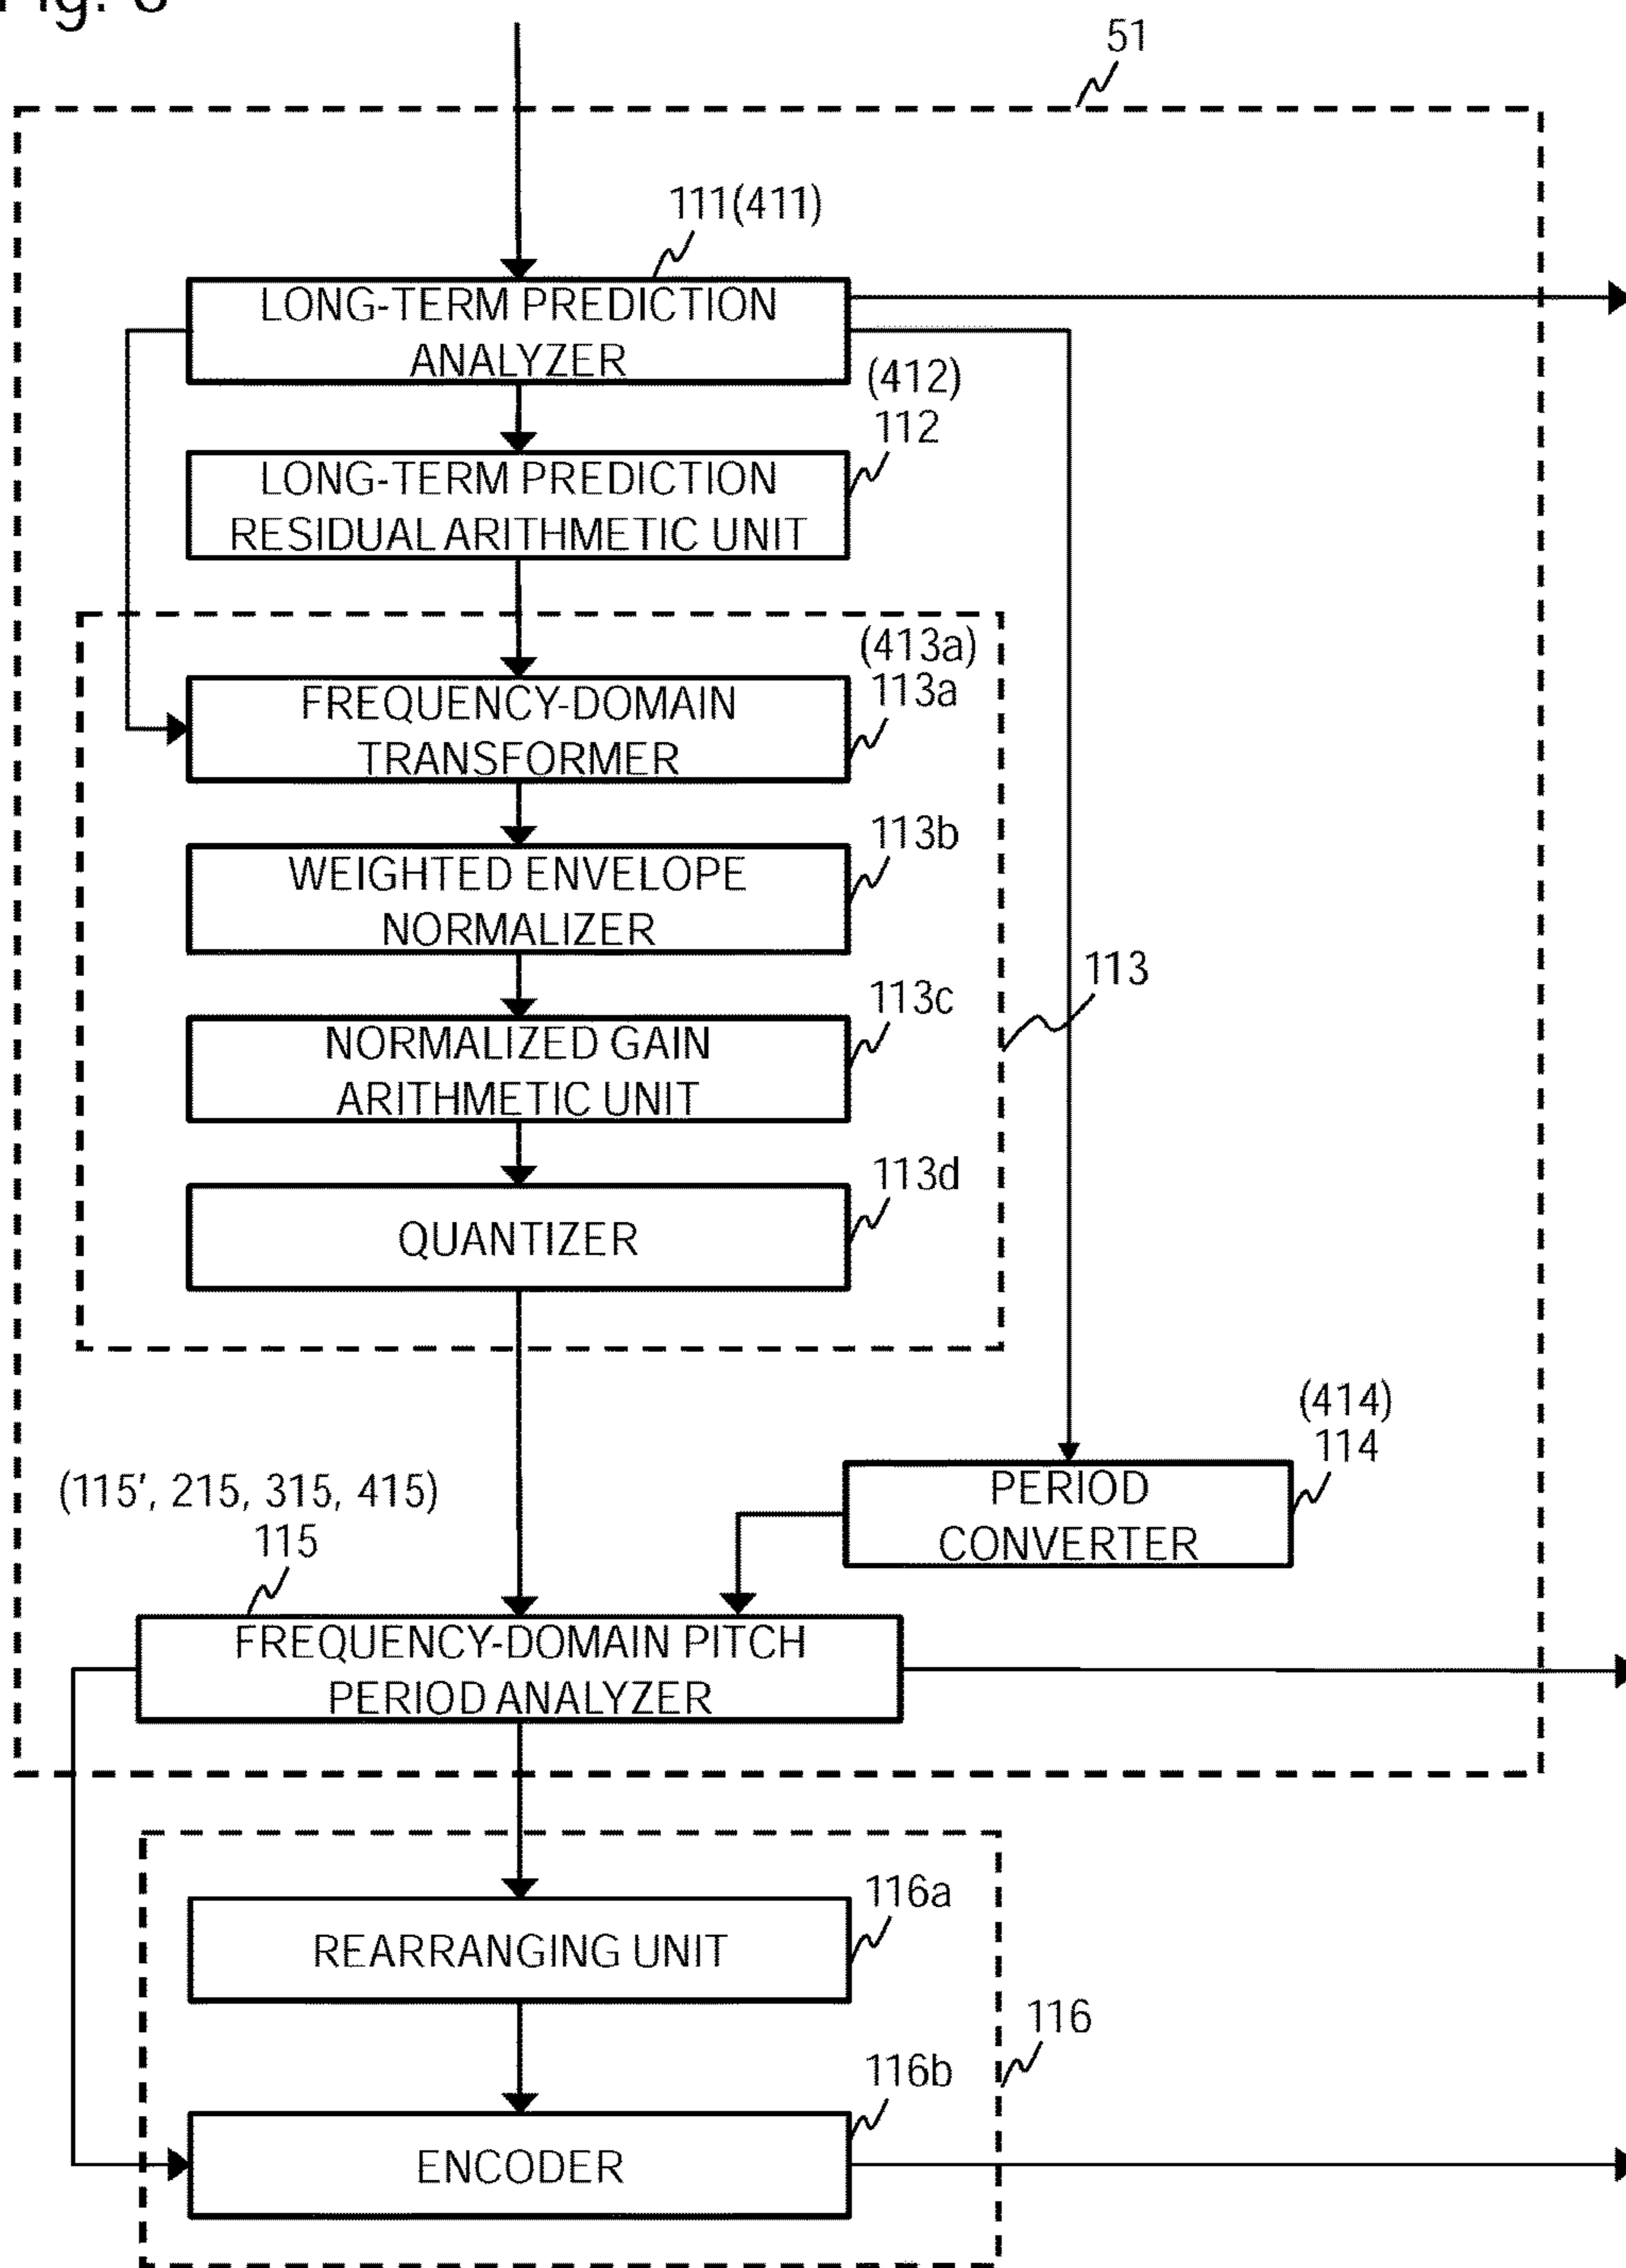 51
111(411)
LONG-TERM PREDICTION
ANALYZER
(412)
112
LONG-TERM PREDICTION
RESIDUAL ARITHMETIC UNIT
(413a)
113a
FREQUENCY-DOMAIN
TRANSFORMER
113b
WEIGHTED ENVELOPE
NORMALIZER
113
113c
NORMALIZED GAIN
ARITHMETIC UNIT
113d
QUANTIZER
(414)
114
PERIOD
CONVERTER
(115', 215, 315, 415)
115
FREQUENCY-DOMAIN PITCH
PERIOD ANALYZER
116a
REARRANGING UNIT
116
116b
ENCODER